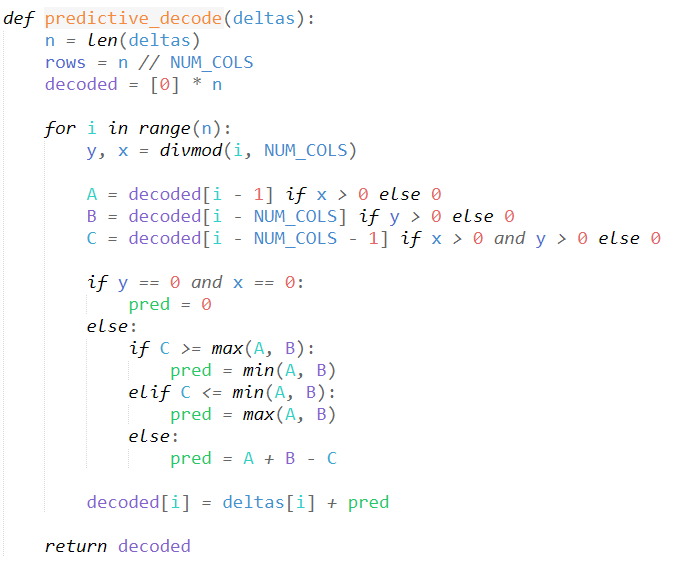 def predictive_decode(deltas):
    n = len(deltas)
    rows = n // NUM_COLS
    decoded = [0] * n

    for i in range(n):
        y, x = divmod(i, NUM_COLS)

        A = decoded[i - 1] if x > 0 else 0
        B = decoded[i - NUM_COLS] if y > 0 else 0
        C = decoded[i - NUM_COLS - 1] if x > 0 and y > 0 else 0

        if y == 0 and x == 0:
            pred = 0
        else:
            if C >= max(A, B):
                pred = min(A, B)
            elif C <= min(A, B):
                pred = max(A, B)
            else:
                pred = A + B - C

        decoded[i] = deltas[i] + pred

    return decoded